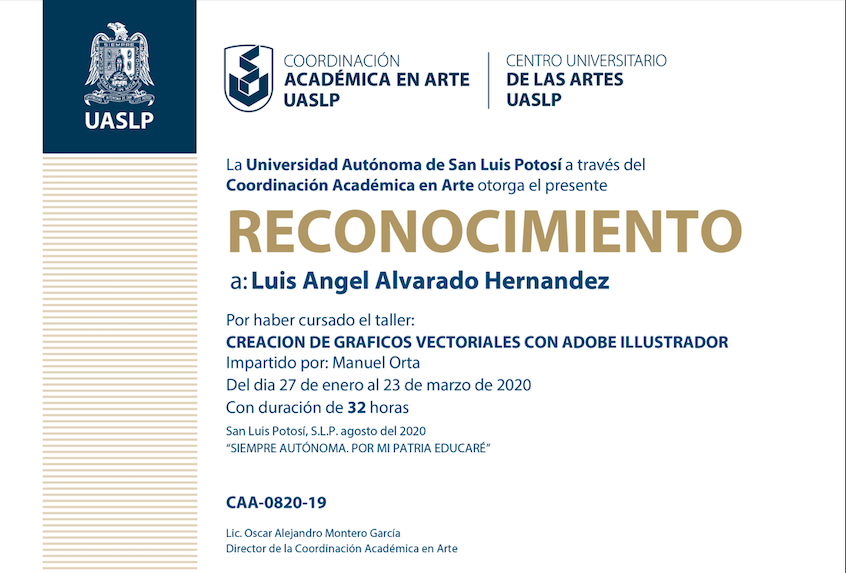 SIEMPRE
UASLP
COORDINACIÓN
ACADÉMICA EN ARTE
UASLP
CENTRO UNIVERSITARIO
DE LAS ARTES
UASLP
La Universidad Autónoma de San Luis Potosí a través del
Coordinación Académica en Arte otorga el presente
RECONOCIMIENTO
a: Luis Angel Alvarado Hernandez
Por haber cursado el taller:
CREACION DE GRAFICOS VECTORIALES CON ADOBE ILLUSTRADOR
Impartido por: Manuel Orta
Del dia 27 de enero al 23 de marzo de 2020
Con duración de 32 horas
San Luis Potosí, S.L.P. agosto del 2020
“SIEMPRE AUTÓNOMA. POR MI PATRIA EDUCARÉ”
CAA-0820-19
Lic. Oscar Alejandro Montero García
Director de la Coordinación Académica en Arte